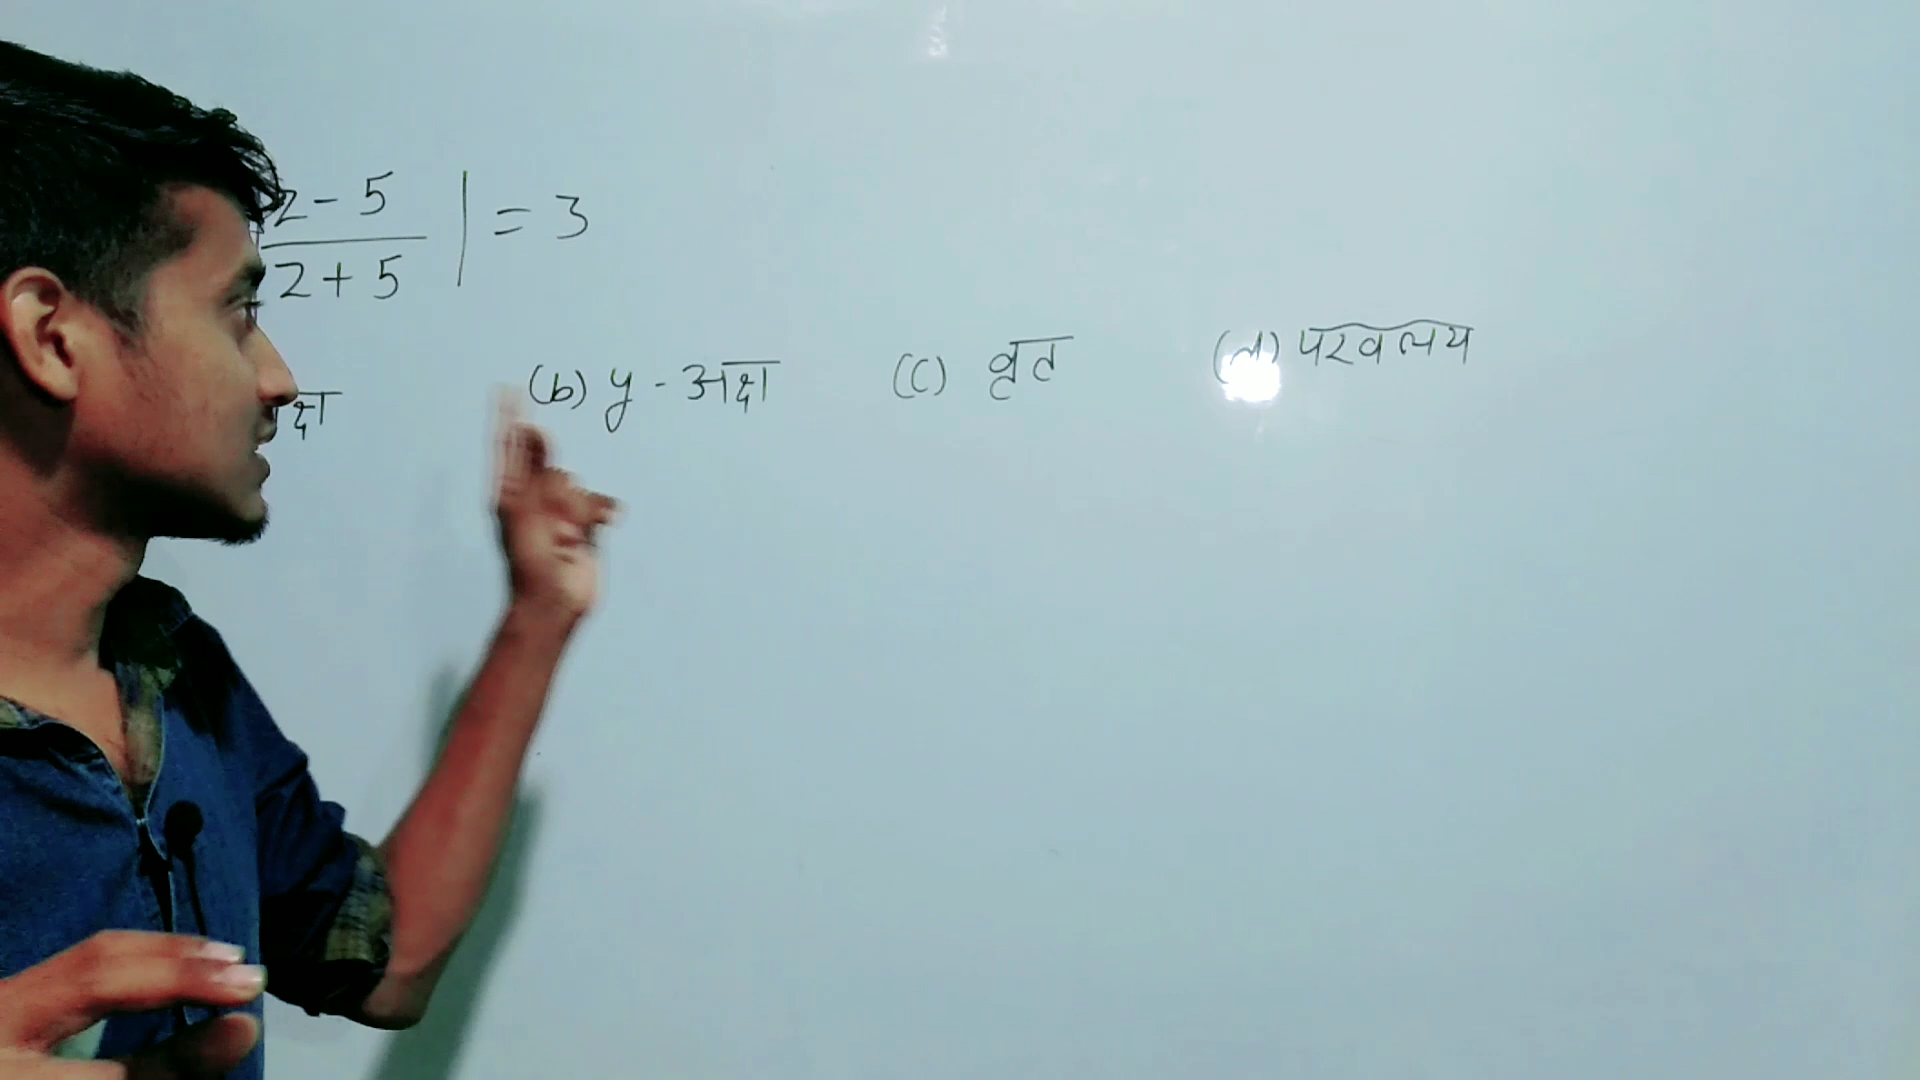 z - 5 | = 3
z + 5
क्ष (b) y - अक्ष (c) वृत (d) परवलय